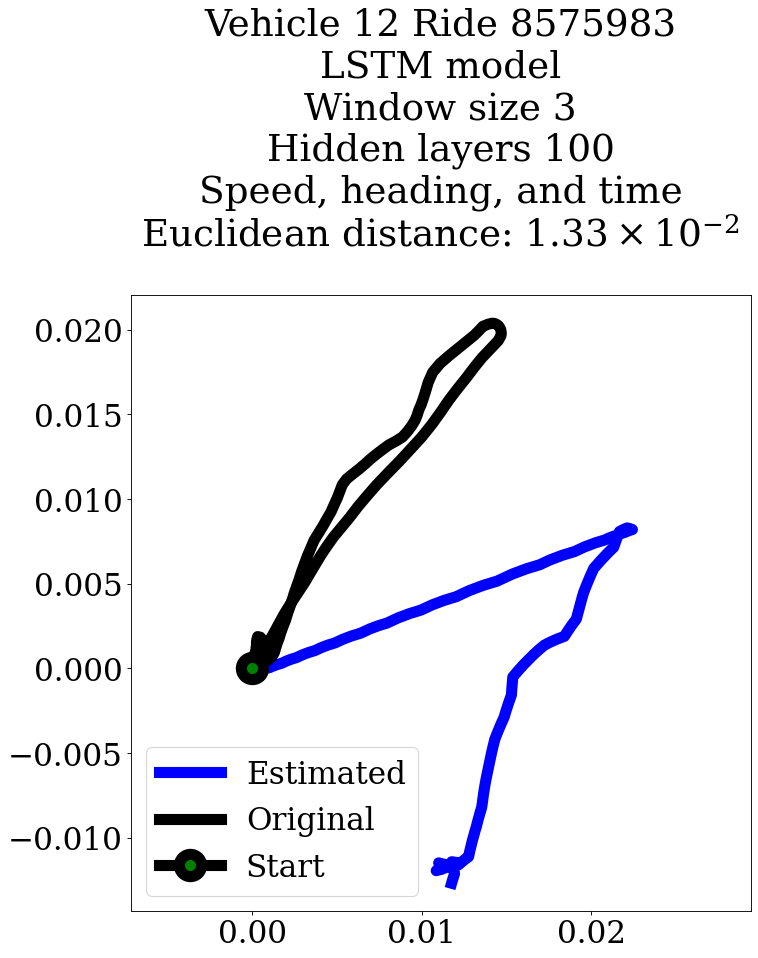 Vehicle 12 Ride 8575983
LSTM model
Window size 3
Hidden layers 100
Speed, heading, and time
Euclidean distance: 1.33 × 10⁻²
0.020
0.015
0.010
0.005
0.000
−0.005
−0.010
Estimated
Original
Start
0.00 0.01 0.02